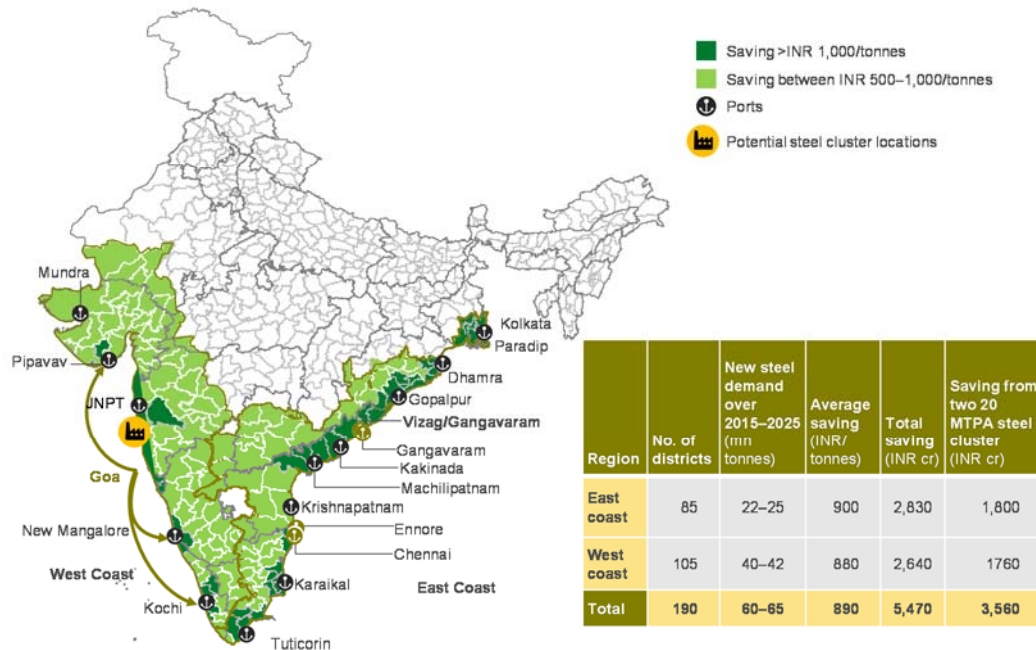 Saving >INR 1,000/tonnes
Saving between INR 500–1,000/tonnes
Ports
Potential steel cluster locations
Mundra
Pipavav
JNPT
Goa
New Mangalore
West Coast
Kochi
Kolkata
Paradip
Dhamra
Gopalpur
Vizag/Gangavaram
Gangavaram
Kakinada
Machilipatnam
Krishnapatnam
Ennore
Chennai
Karaikal
East Coast
Tuticorin
Region
No. of
districts
New steel
demand
over
2015–2025
(mn
tonnes)
Average
saving
(INR/
tonnes)
Total
saving
(INR cr)
Saving from
two 20
MTPA steel
cluster
(INR cr)
East
coast
85
22–25
900
2,830
1,800
West
coast
105
40–42
880
2,640
1760
Total
190
60–65
890
5,470
3,560